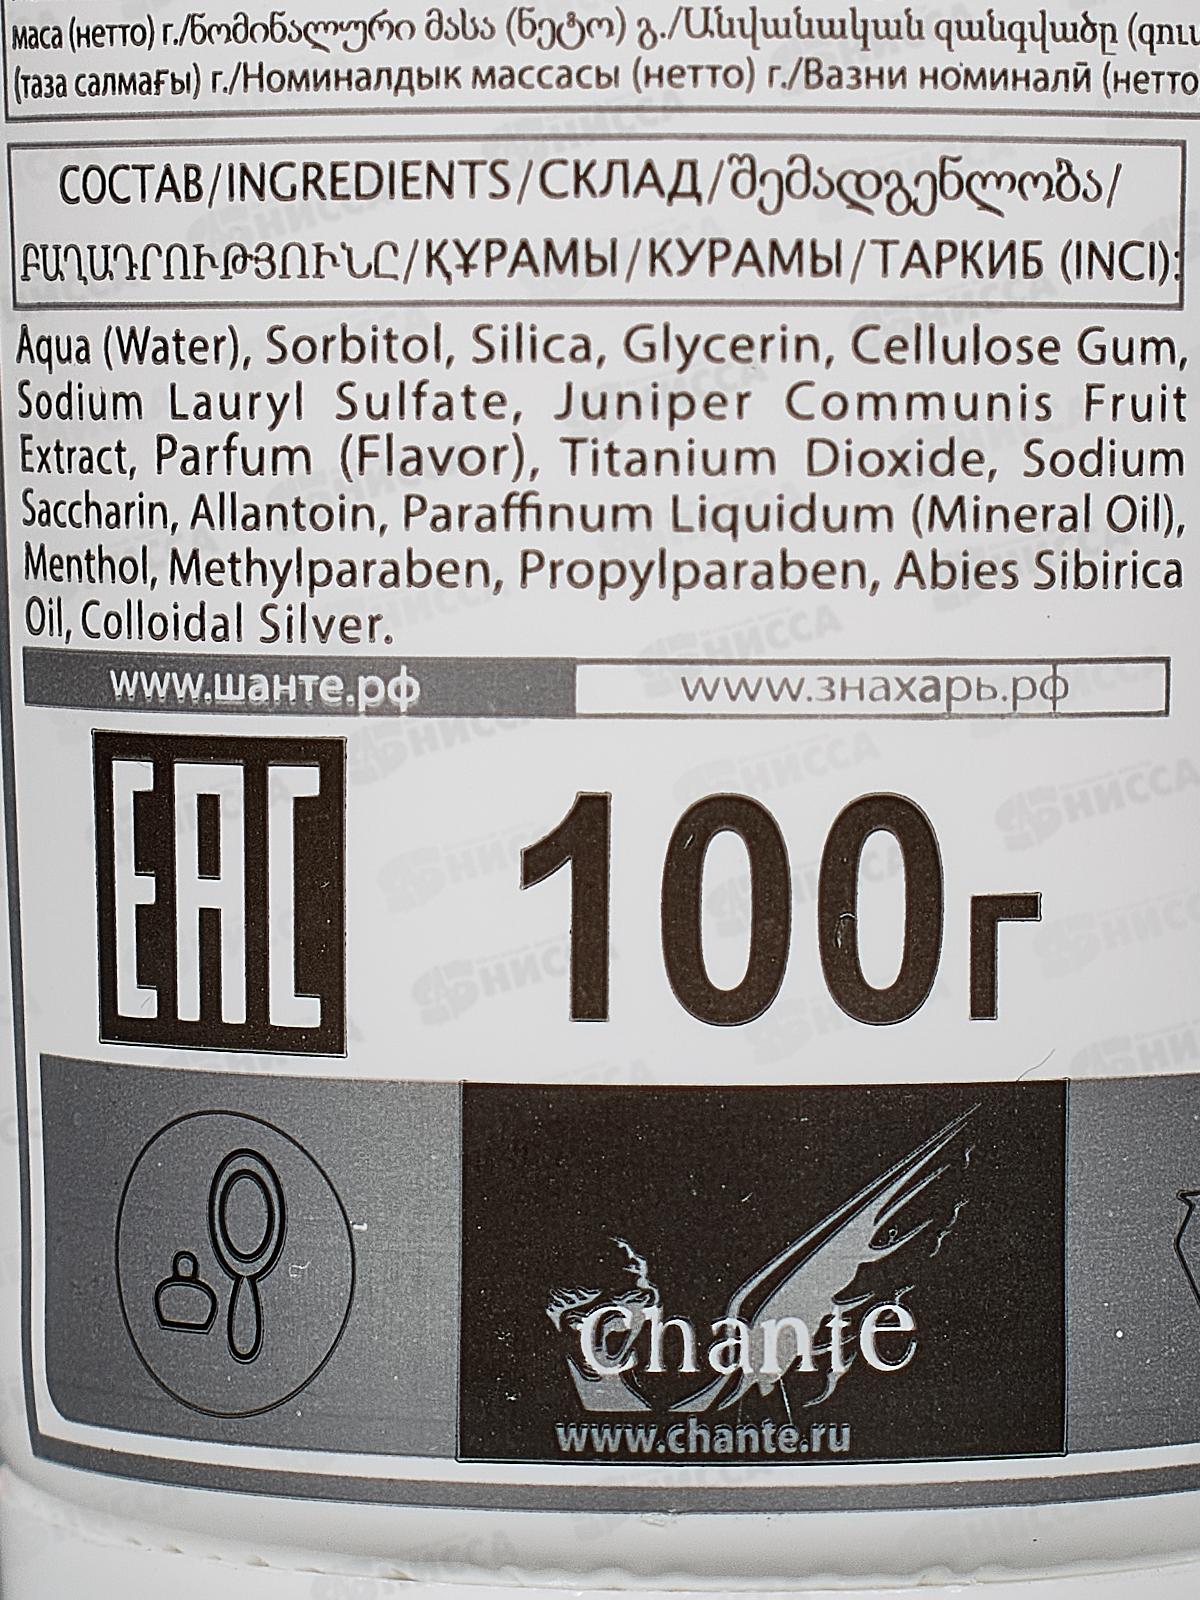 маса (нетто) г./ნომინალური მასა (ნეტო) გ./Անվանական զանգվածը
(таза салмағы) г./Номиналдык массасы (нетто) г./Вазни номиналӣ (нетто
СОСТАВ/INGREDIENTS/СКЛАД/შემადგენლობა/
ԲԱՂԱԴՐՈՒԹՅՈՒՆԸ/ҚҰРАМЫ/КУРАМЫ/ТАРКИБ (INCI):
Aqua (Water), Sorbitol, Silica, Glycerin, Cellulose Gum,
Sodium Lauryl Sulfate, Juniper Communis Fruit
Extract, Parfum (Flavor), Titanium Dioxide, Sodium
Saccharin, Allantoin, Paraffinum Liquidum (Mineral Oil),
Menthol, Methylparaben, Propylparaben, Abies Sibirica
Oil, Colloidal Silver.
www.шанте.рф www.знахарь.рф
EAC 100г
chante
www.chante.ru